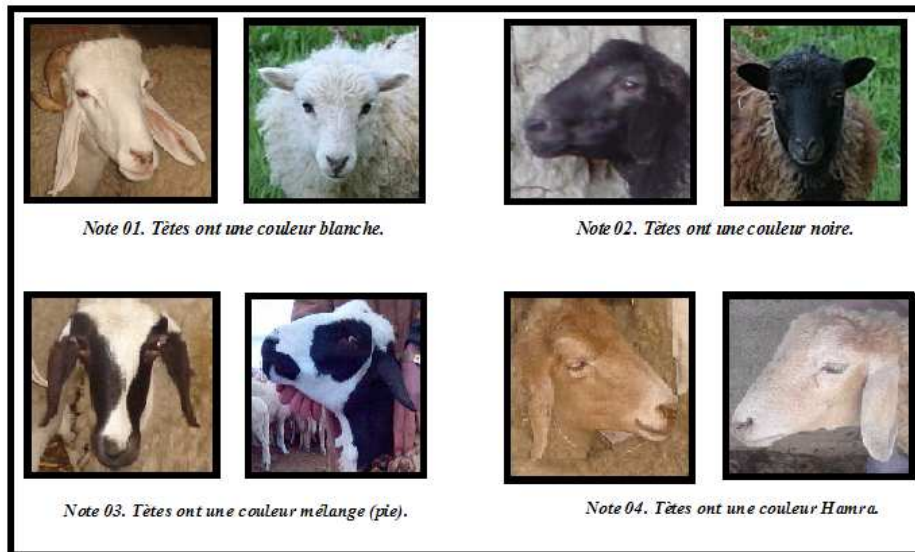 Note 01. Têtes ont une couleur blanche.
Note 02. Têtes ont une couleur noire.
Note 03. Têtes ont une couleur mélange (pie).
Note 04. Têtes ont une couleur Hamra.